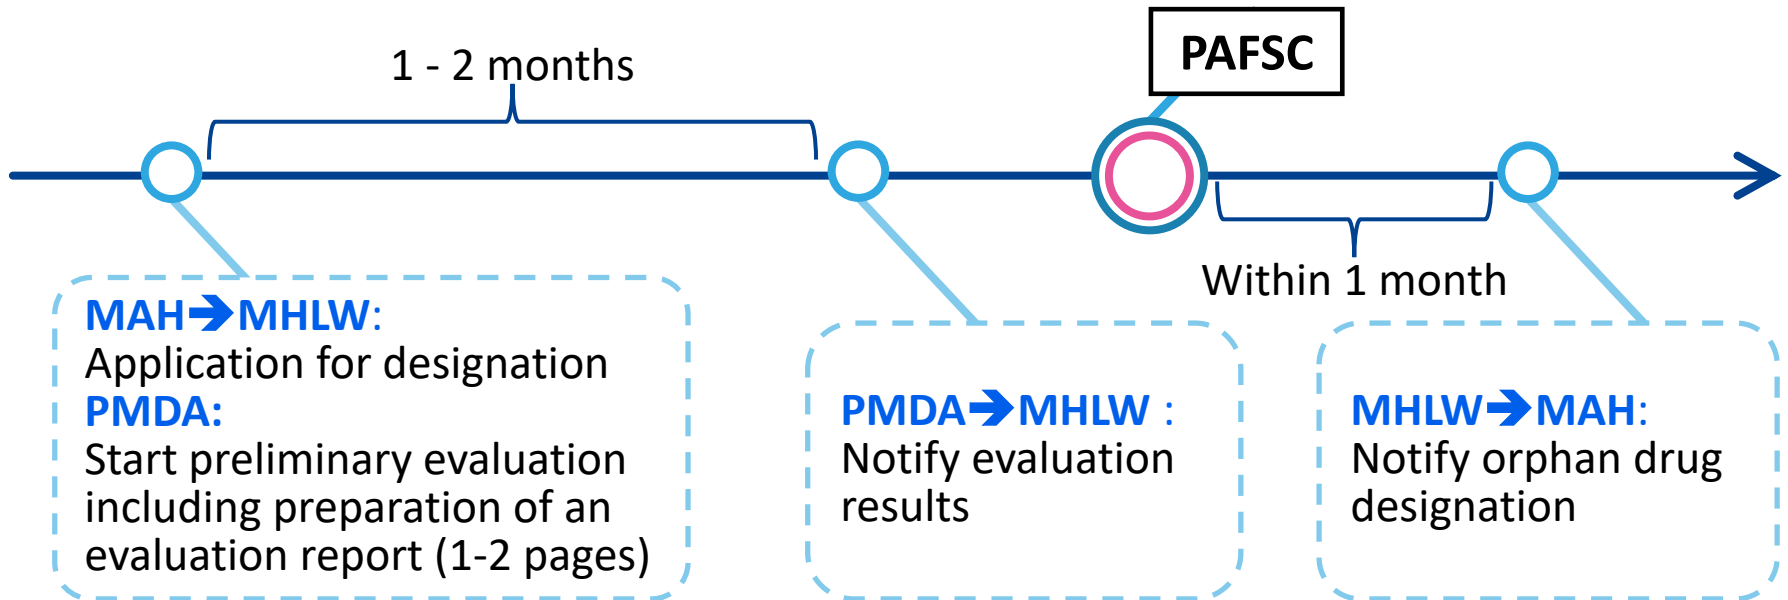 1 - 2 months
PAFSC
Within 1 month
MAH➔MHLW:
Application for designation
PMDA:
Start preliminary evaluation
including preparation of an
evaluation report (1-2 pages)
PMDA➔MHLW :
Notify evaluation
results
MHLW➔MAH:
Notify orphan drug
designation